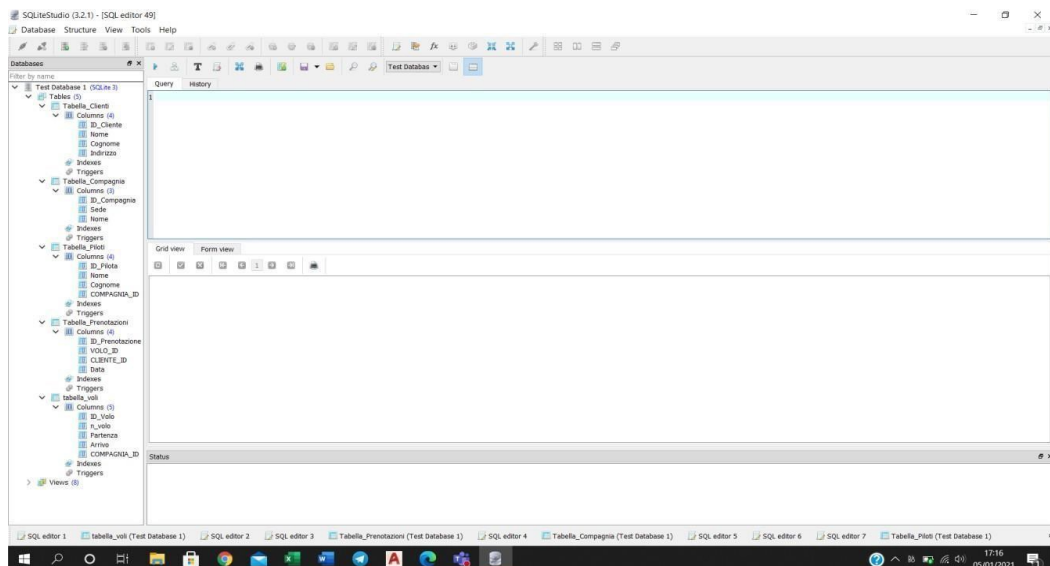 SQLiteStudio (3.2.1) - [SQL editor 49]
Database Structure View Tools Help
Databases
Filter by name
Test Databas
Query History
1
Test Database 1 (SQLite 3)
Tables (5)
Tabella_Clienti
Columns (4)
ID_Cliente
Nome
Cognome
Indirizzo
Indexes
Triggers
Tabella_Compagnia
Columns (3)
ID_Compagnia
Sede
Nome
Indexes
Triggers
Tabella_Piloti
Columns (4)
ID_Pilota
Nome
Cognome
COMPAGNIA_ID
Indexes
Triggers
Tabella_Prenotazioni
Columns (4)
ID_Prenotazione
VOLO_ID
CLIENTE_ID
Data
Indexes
Triggers
tabella_voli
Columns (5)
ID_Volo
n_volo
Partenza
Arrivo
COMPAGNIA_ID
Indexes
Triggers
Views (8)
Grid view Form view
1
Status
SQL editor 1 tabella_voli (Test Database 1) SQL editor 2 SQL editor 3 Tabella_Prenotazioni (Test Database 1) SQL editor 4 Tabella_Compagnia (Test Database 1) SQL editor 5 SQL editor 6 SQL editor 7 Tabella_Piloti (Test Database 1)
17:16
05/01/2021